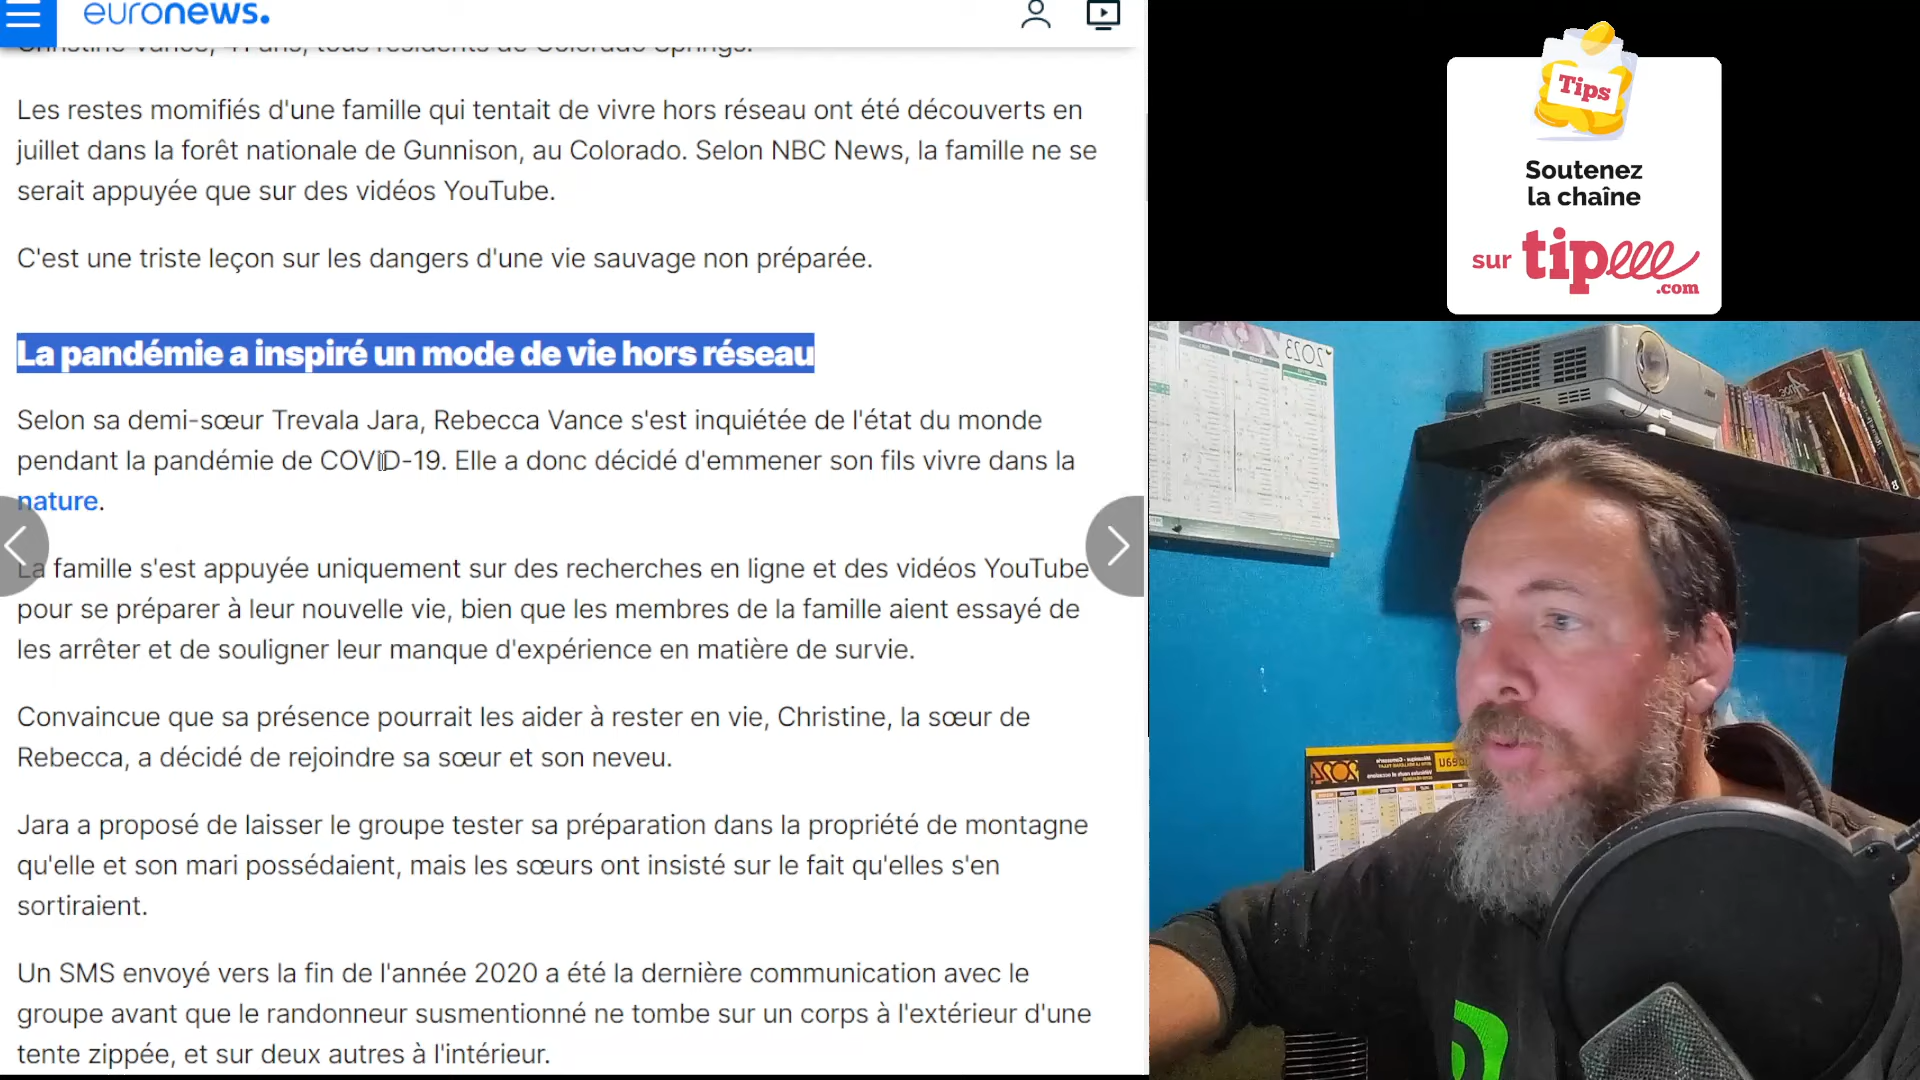 euronews.
Christine Vance, 41 ans, tous résidents de Colorado Springs.
Les restes momifiés d'une famille qui tentait de vivre hors réseau ont été découverts en
juillet dans la forêt nationale de Gunnison, au Colorado. Selon NBC News, la famille ne se
serait appuyée que sur des vidéos YouTube.
C'est une triste leçon sur les dangers d'une vie sauvage non préparée.
La pandémie a inspiré un mode de vie hors réseau
Selon sa demi-sœur Trevala Jara, Rebecca Vance s'est inquiétée de l'état du monde
pendant la pandémie de COVID-19. Elle a donc décidé d'emmener son fils vivre dans la
nature.
La famille s'est appuyée uniquement sur des recherches en ligne et des vidéos YouTube
pour se préparer à leur nouvelle vie, bien que les membres de la famille aient essayé de
les arrêter et de souligner leur manque d'expérience en matière de survie.
Convaincue que sa présence pourrait les aider à rester en vie, Christine, la sœur de
Rebecca, a décidé de rejoindre sa sœur et son neveu.
Jara a proposé de laisser le groupe tester sa préparation dans la propriété de montagne
qu'elle et son mari possédaient, mais les sœurs ont insisté sur le fait qu'elles s'en
sortiraient.
Un SMS envoyé vers la fin de l'année 2020 a été la dernière communication avec le
groupe avant que le randonneur susmentionné ne tombe sur un corps à l'extérieur d'une
tente zippée, et sur deux autres à l'intérieur.
Tips
Soutenez
la chaîne
sur tipeee
.com
2023
2024